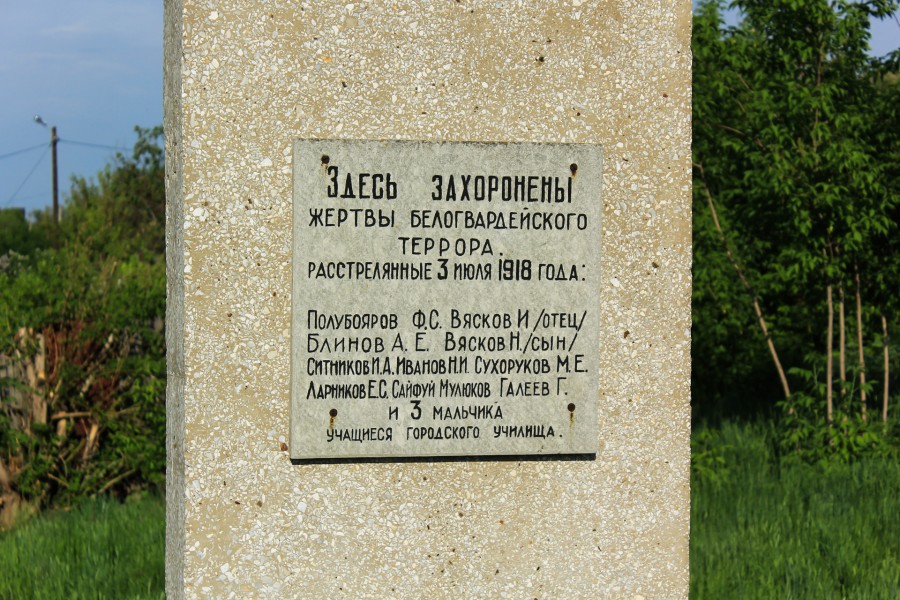 Здесь захоронены
жертвы белогвардейского
террора.
расстрелянные 3 июля 1918 года:
Полубояров Ф.С. Вясков И /отец/
Блинов А.Е. Вясков Н./сын/
Ситников И.Д. Иванов Н.И. Сухоруков М.Е.
Ларников Е.С. Сайфуй Мулюков Галеев Г.
и 3 мальчика
учащиеся городского училища.